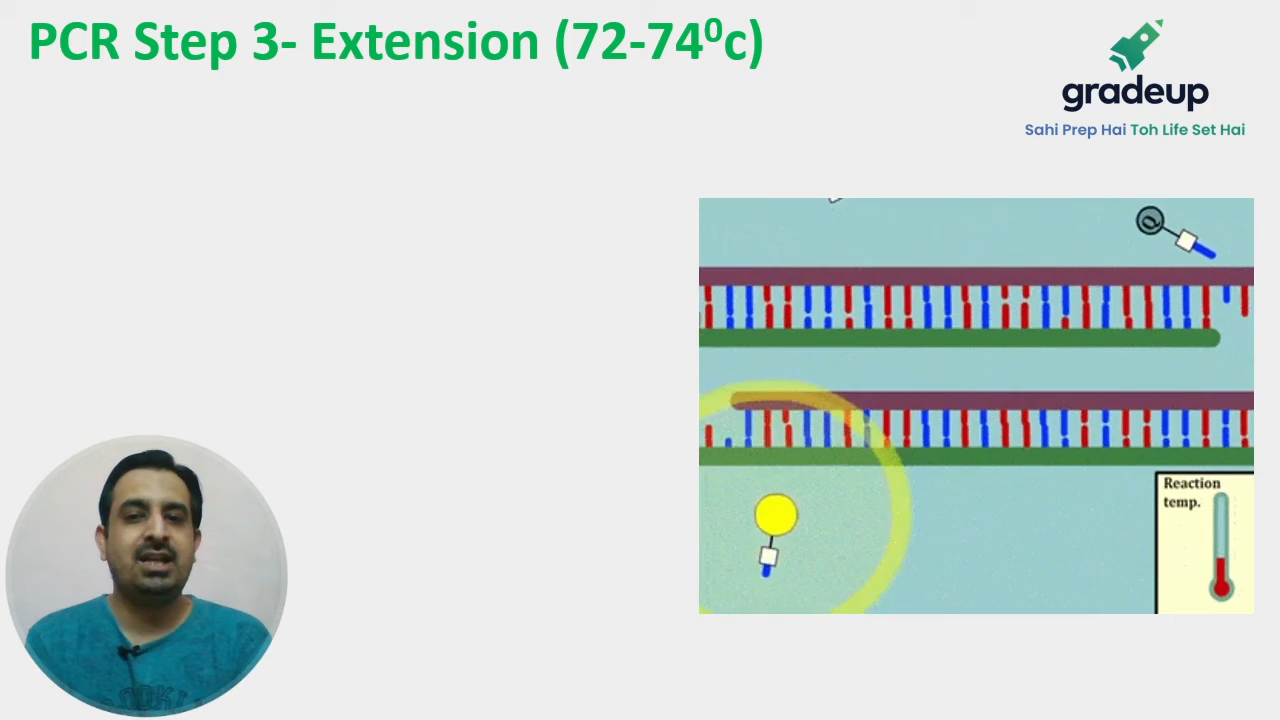 PCR Step 3- Extension (72-74⁰c)
gradeup
Sahi Prep Hai Toh Life Set Hai
Q
Reaction
temp.